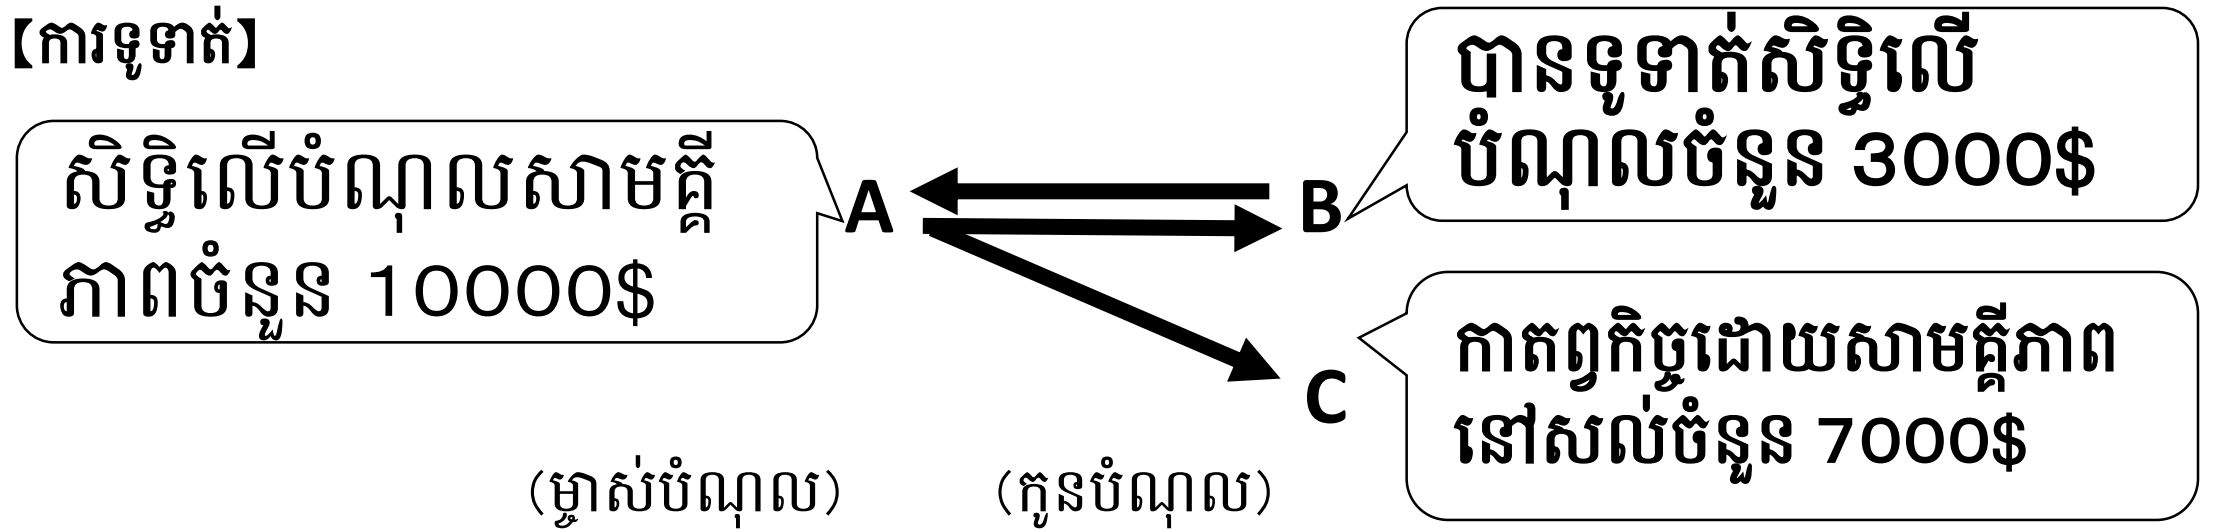 【ការទូទាត់】
បានទូទាត់សិទ្ធិលើ
បំណុលចំនួន 3000$
សិទ្ធិលើបំណុលសាមគ្គី
ភាពចំនួន 10000$
A
B
កាតព្វកិច្ចដោយសាមគ្គីភាព
នៅសល់ចំនួន 7000$
C
(ម្ចាស់បំណុល)
(កូនបំណុល)